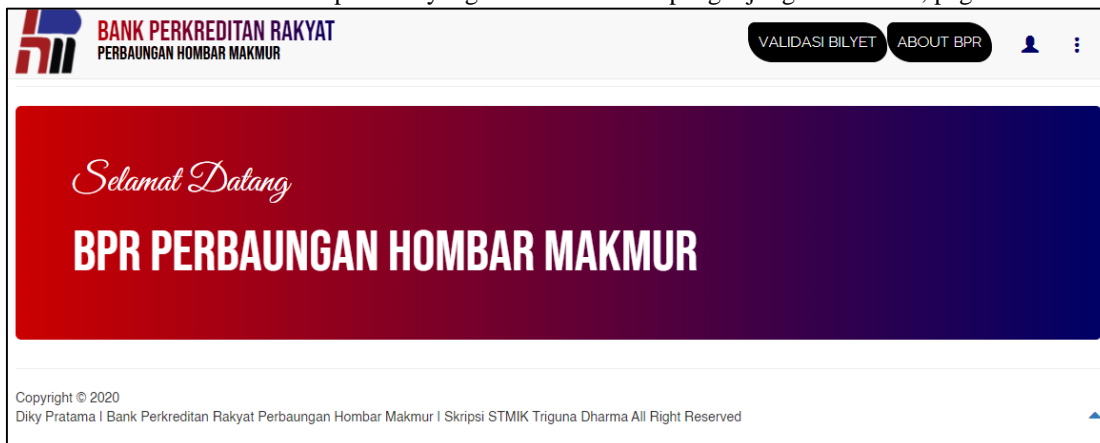 BANK PERKREDITAN RAKYAT
PERBAUNGAN HOMBAR MAKMUR
VALIDASI BILYET ABOUT BPR
Selamat Datang
BPR PERBAUNGAN HOMBAR MAKMUR
Copyright © 2020
Diky Pratama | Bank Perkreditan Rakyat Perbaungan Hombar Makmur | Skripsi STMIK Triguna Dharma All Right Reserved